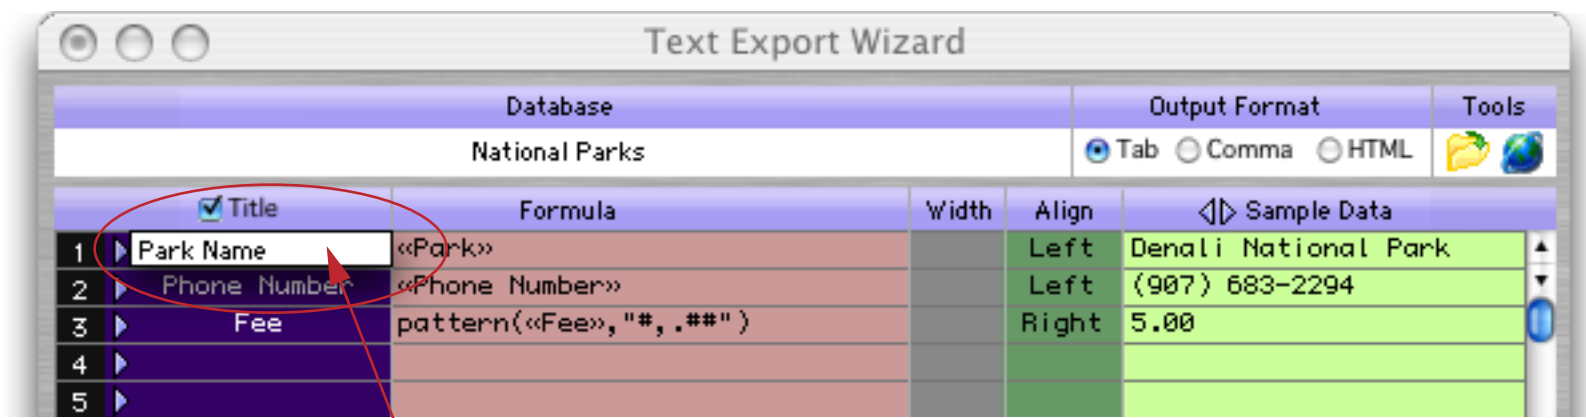 Text Export Wizard
Database Output Format Tools
National Parks Tab Comma HTML
Title Formula Width Align Sample Data
1 Park Name «Park» Left Denali National Park
2 Phone Number «Phone Number» Left (907) 683-2294
3 Fee pattern(«Fee»,"#,.##") Right 5.00
4
5